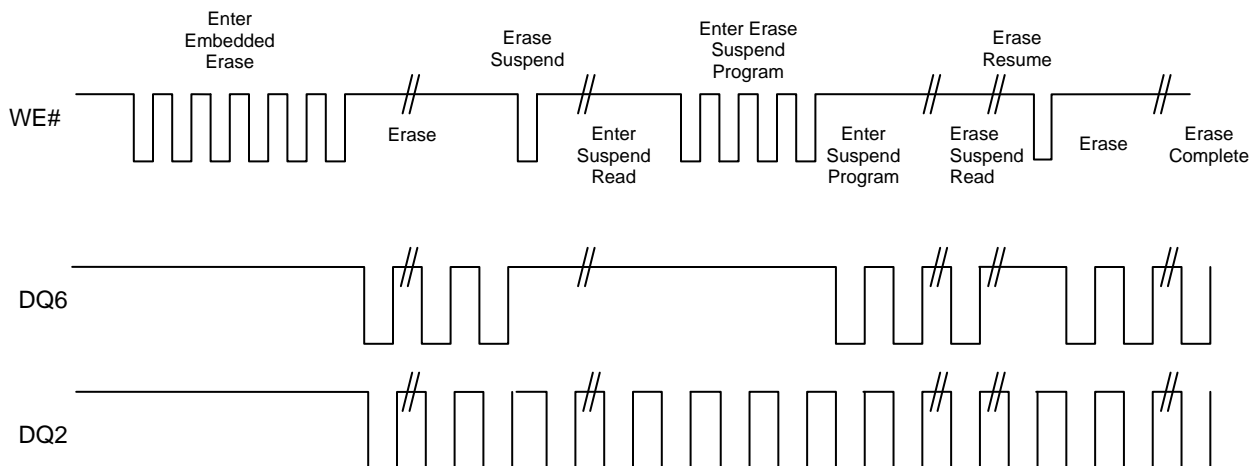 Enter
Embedded
Erase
Erase
Suspend
Enter Erase
Suspend
Program
Erase
Resume
WE#
Erase
Enter
Suspend
Read
Enter
Suspend
Program
Erase
Suspend
Read
Erase
Erase
Complete
DQ6
DQ2